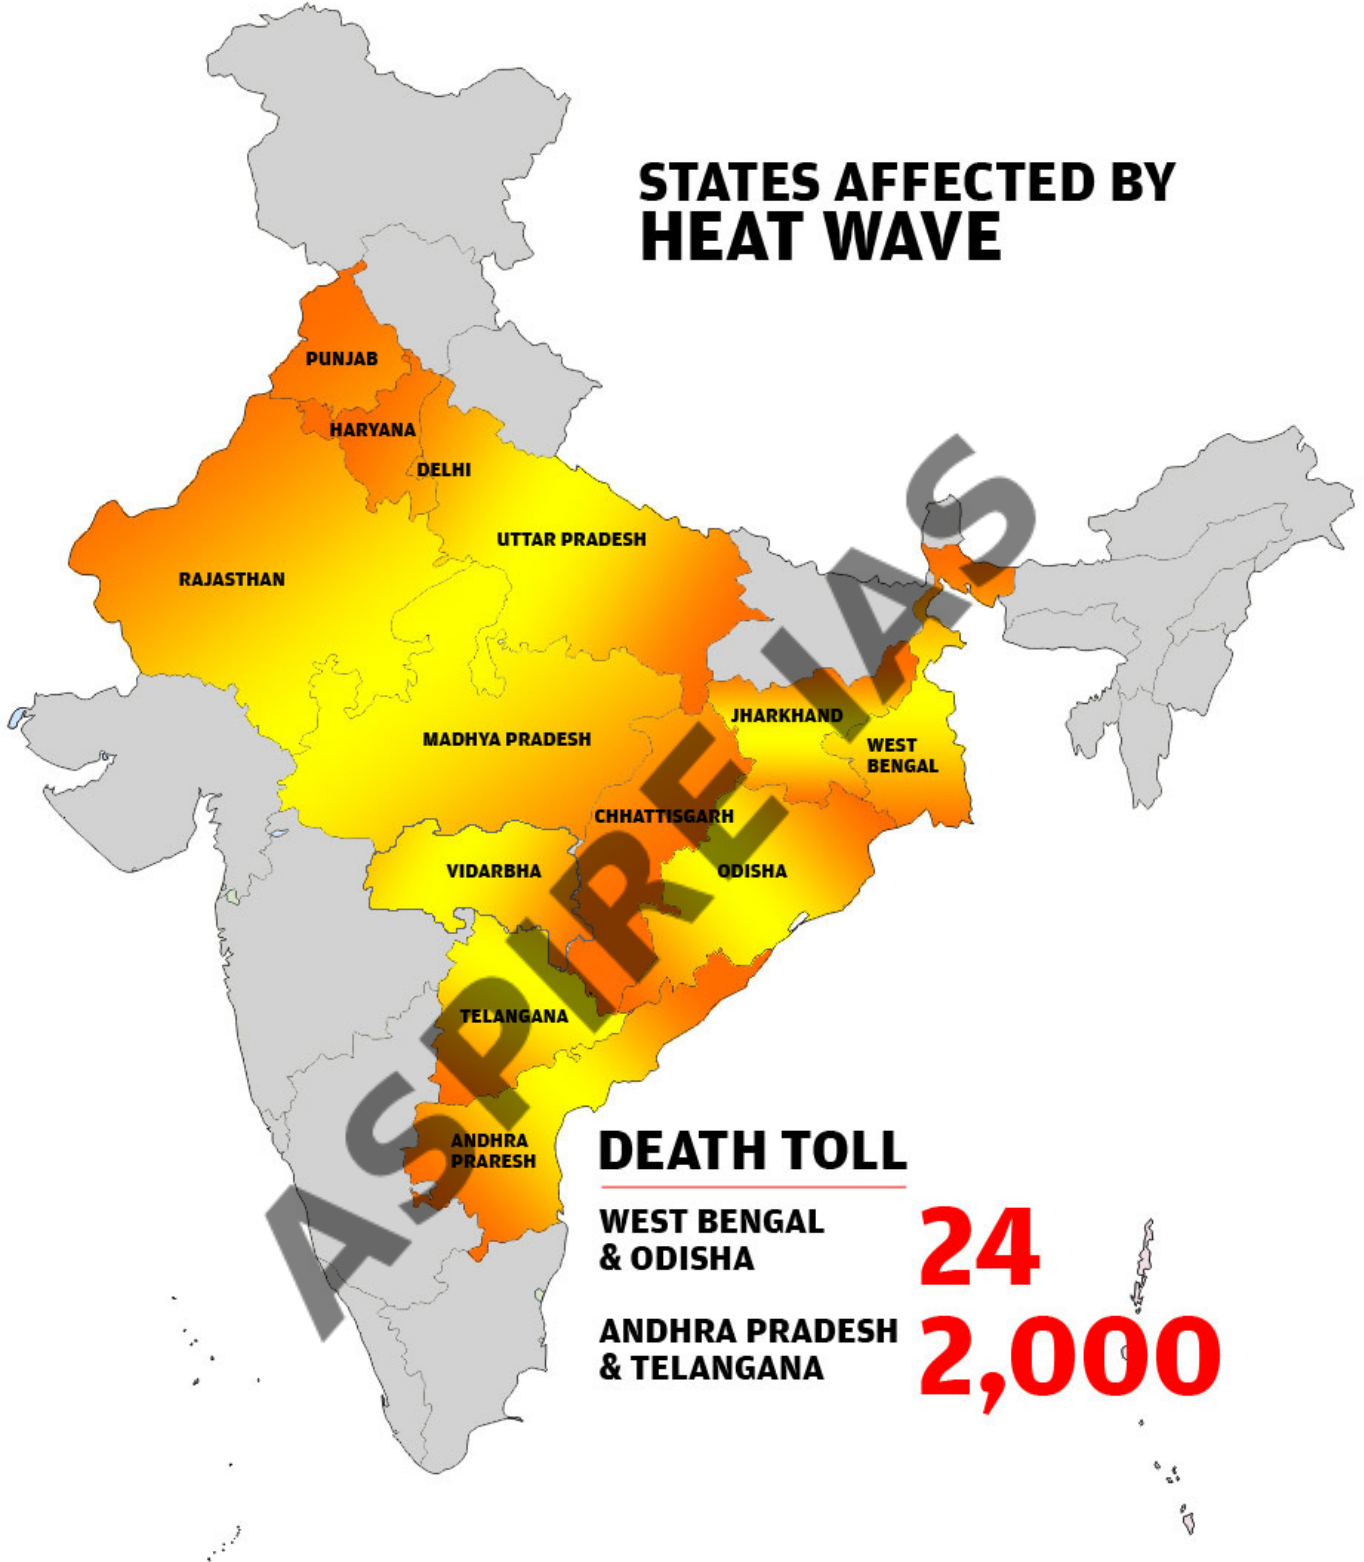 STATES AFFECTED BY
HEAT WAVE
PUNJAB
HARYANA
DELHI
UTTAR PRADESH
RAJASTHAN
JHARKHAND
MADHYA PRADESH
WEST
BENGAL
CHHATTISGARH
VIDARBHA
ODISHA
TELANGANA
ANDHRA
PRARESH
ASPIRE IAS
DEATH TOLL
WEST BENGAL
& ODISHA
24
ANDHRA PRADESH
& TELANGANA
2,000